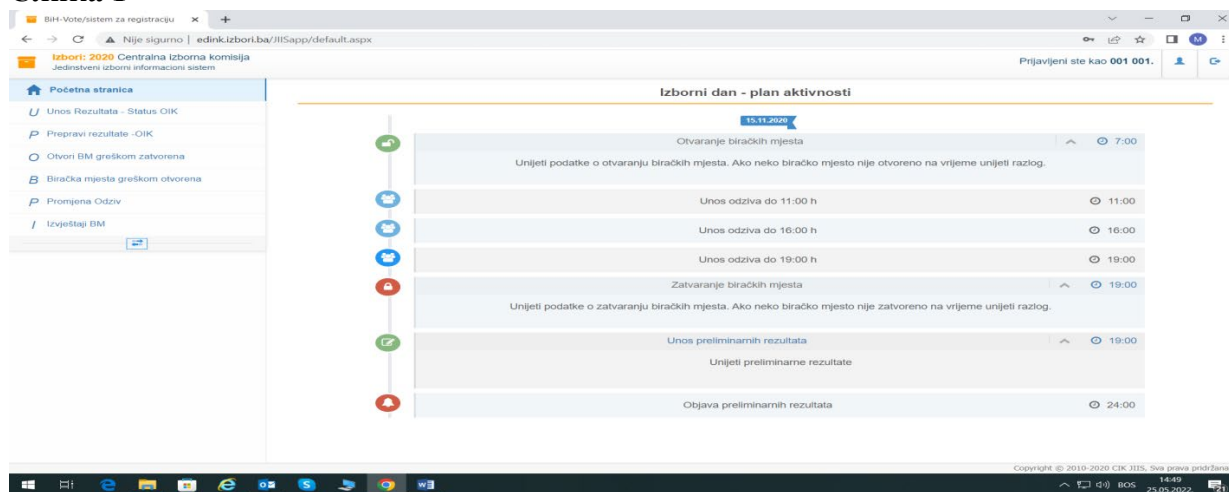 BiH-Vote/sistem za registraciju
Nije sigurno | edink.izbori.ba/JIISapp/default.aspx
M
Izbori: 2020 Centralna izborna komisija
Jedinstveni izborni informacioni sistem
Prijavljeni ste kao 001 001.
Početna stranica
U Unos Rezultata - Status OIK
P Prepravi rezultate -OIK
O Otvori BM greškom zatvorena
B Biračka mjesta greškom otvorena
P Promjena Odziv
I Izvještaji BM
Izborni dan - plan aktivnosti
15.11.2020
Otvaranje biračkih mjesta 7:00
Unijeti podatke o otvaranju biračkih mjesta. Ako neko biračko mjesto nije otvoreno na vrijeme unijeti razlog.
Unos odziva do 11:00 h 11:00
Unos odziva do 16:00 h 16:00
Unos odziva do 19:00 h 19:00
Zatvaranje biračkih mjesta 19:00
Unijeti podatke o zatvaranju biračkih mjesta. Ako neko biračko mjesto nije zatvoreno na vrijeme unijeti razlog.
Unos preliminarnih rezultata 19:00
Unijeti preliminarne rezultate
Objava preliminarnih rezultata 24:00
Copyright © 2010-2020 CIK JIIS, Sva prava pridržana
BOS
14:49
25.05.2022.
21